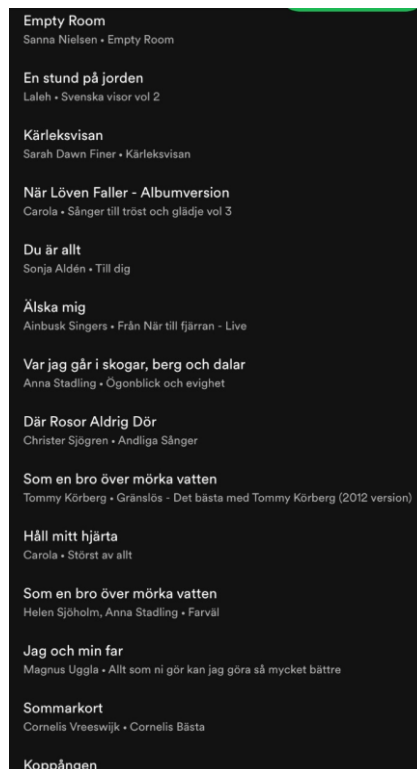 Empty Room
Sanna Nielsen • Empty Room
En stund på jorden
Laleh • Svenska visor vol 2
Kärleksvisan
Sarah Dawn Finer • Kärleksvisan
När Löven Faller - Albumversion
Carola • Sånger till tröst och glädje vol 3
Du är allt
Sonja Aldén • Till dig
Älska mig
Ainbusk Singers • Från När till fjärran - Live
Var jag går i skogar, berg och dalar
Anna Stadling • Ögonblick och evighet
Där Rosor Aldrig Dör
Christer Sjögren • Andliga Sånger
Som en bro över mörka vatten
Tommy Körberg • Gränslös - Det bästa med Tommy Körberg (2012 version)
Håll mitt hjärta
Carola • Störst av allt
Som en bro över mörka vatten
Helen Sjöholm, Anna Stadling • Farväl
Jag och min far
Magnus Uggla • Allt som ni gör kan jag göra så mycket bättre
Sommarkort
Cornelis Vreeswijk • Cornelis Bästa
Koppången